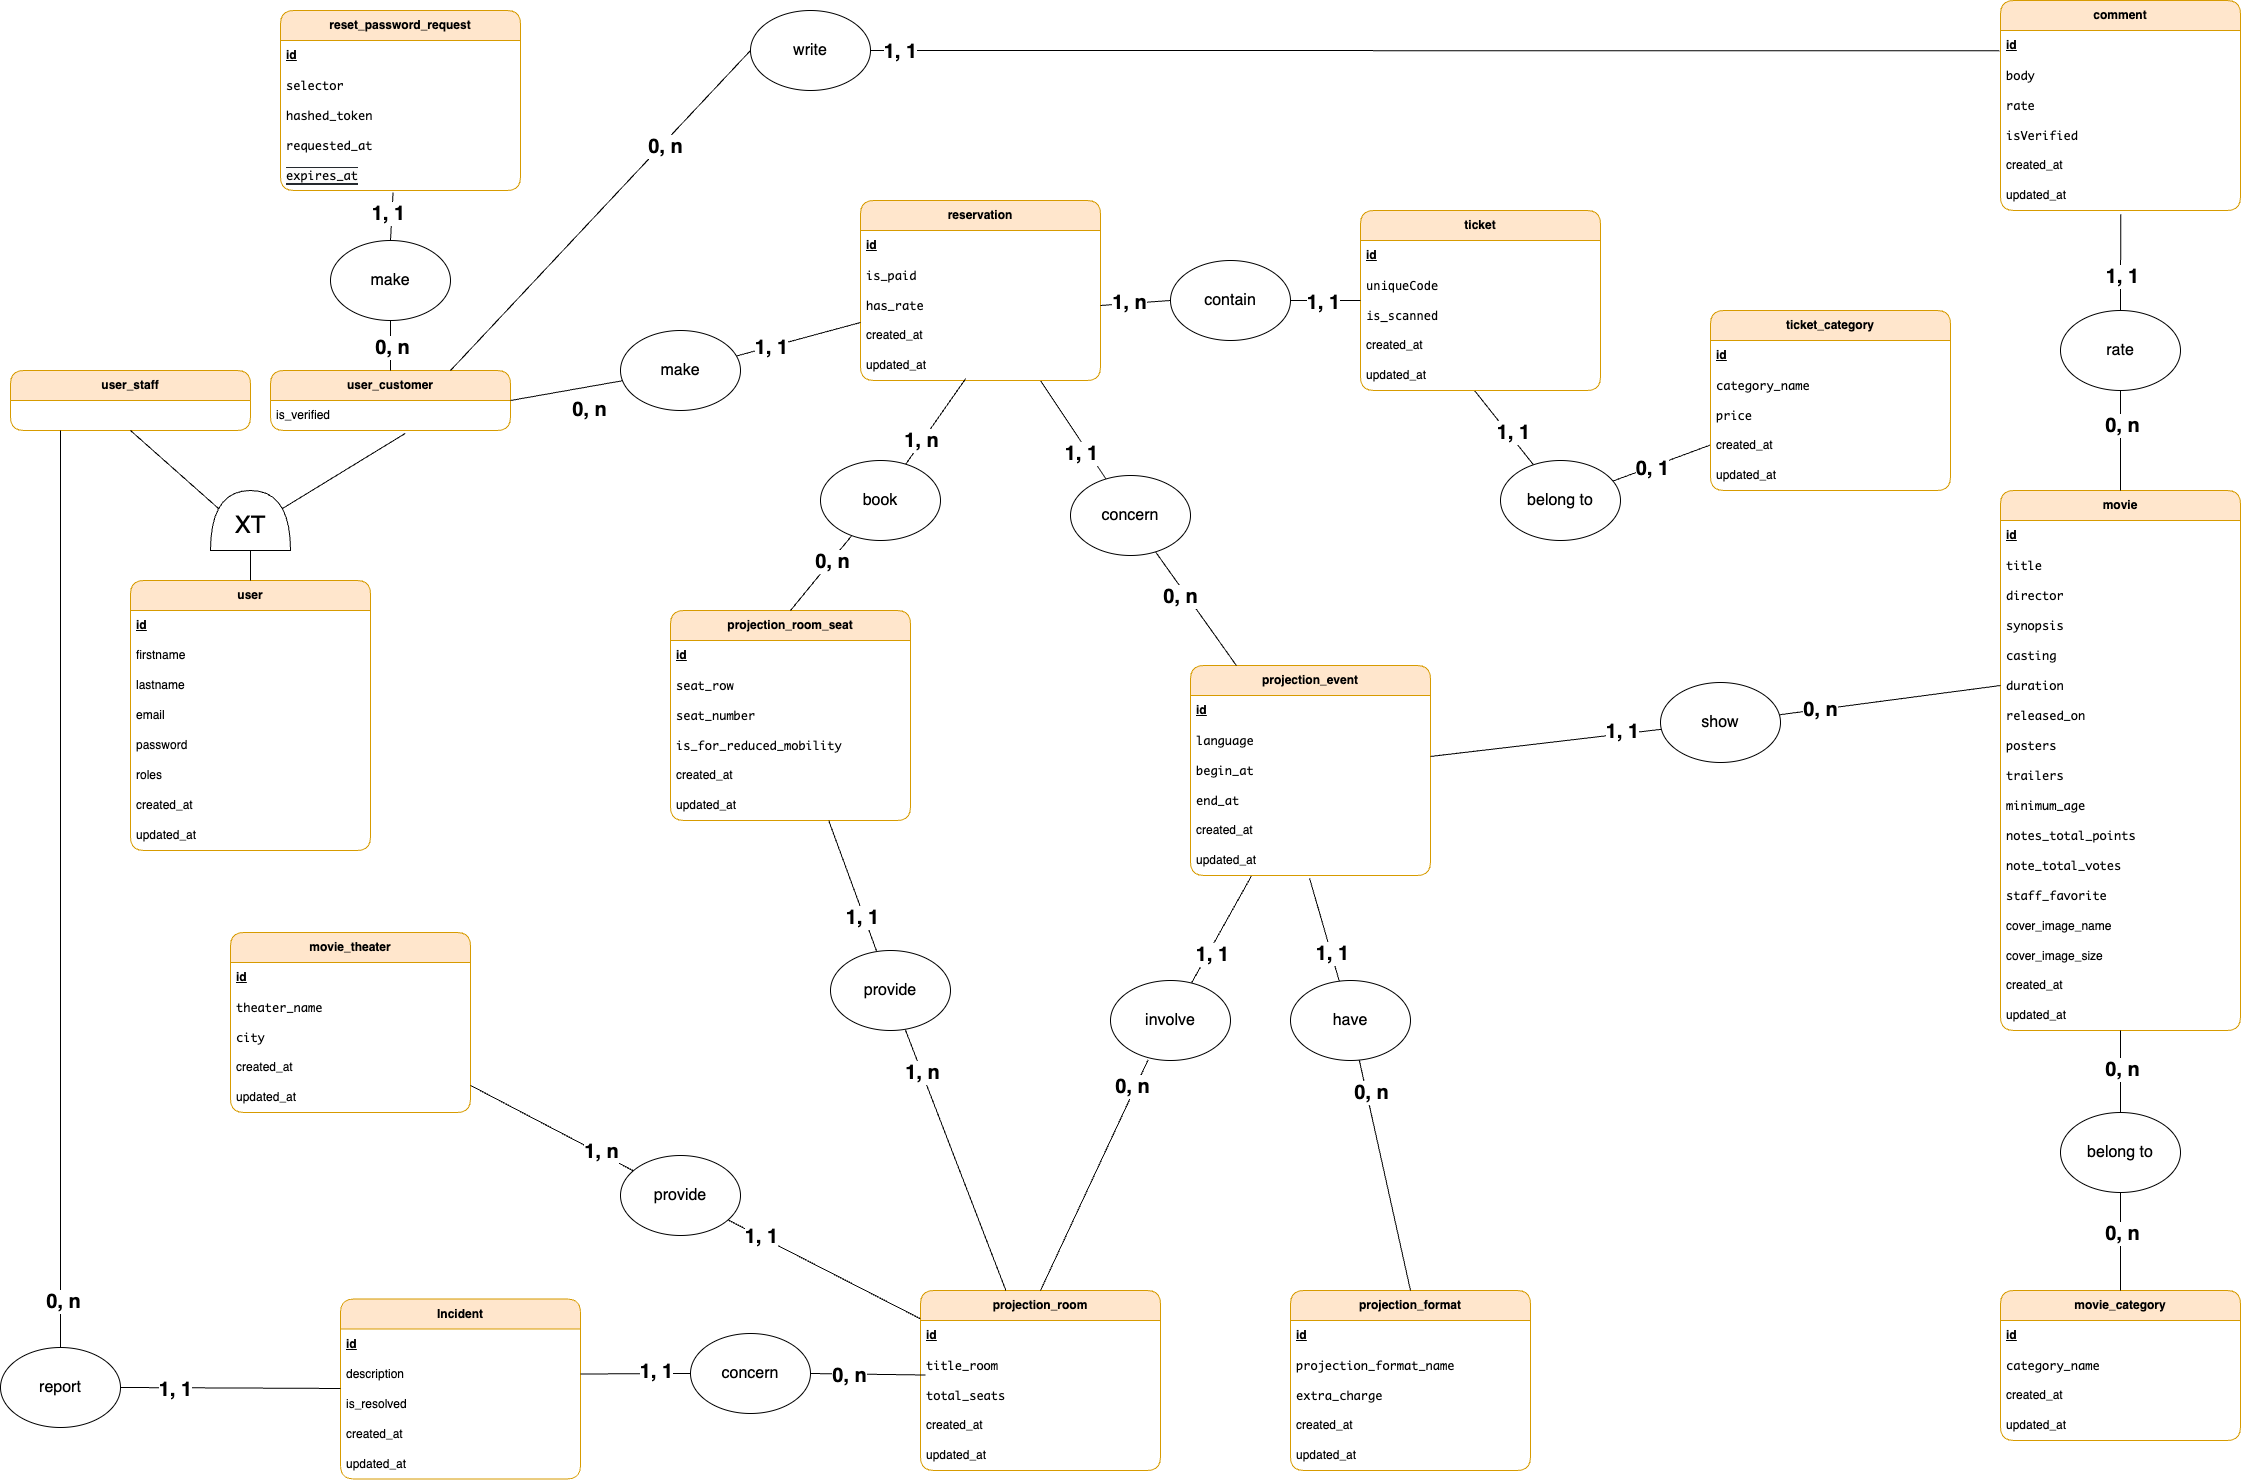 reset_password_request
id
selector
hashed_token
requested_at
expires_at
write
1, 1
comment
id
body
rate
isVerified
created_at
updated_at
0, n
1, 1
make
0, n
reservation
id
is_paid
has_rate
created_at
updated_at
1, n
contain
1, 1
ticket
id
uniqueCode
is_scanned
created_at
updated_at
ticket_category
id
category_name
price
created_at
updated_at
1, 1
rate
0, n
user_staff
user_customer
is_verified
0, n
make
1, 1
1, n
book
0, n
1, 1
concern
0, n
1, 1
belong to
0, 1
XT
user
id
firstname
lastname
email
password
roles
created_at
updated_at
projection_room_seat
id
seat_row
seat_number
is_for_reduced_mobility
created_at
updated_at
projection_event
id
language
begin_at
end_at
created_at
updated_at
1, 1
show
0, n
movie
id
title
director
synopsis
casting
duration
released_on
posters
trailers
minimum_age
notes_total_points
note_total_votes
staff_favorite
cover_image_name
cover_image_size
created_at
updated_at
movie_theater
id
theater_name
city
created_at
updated_at
1, 1
provide
1, n
1, 1
involve
0, n
1, 1
have
0, n
0, n
belong to
0, n
1, n
provide
1, 1
0, n
report
1, 1
Incident
id
description
is_resolved
created_at
updated_at
1, 1
concern
0, n
projection_room
id
title_room
total_seats
created_at
updated_at
projection_format
id
projection_format_name
extra_charge
created_at
updated_at
movie_category
id
category_name
created_at
updated_at